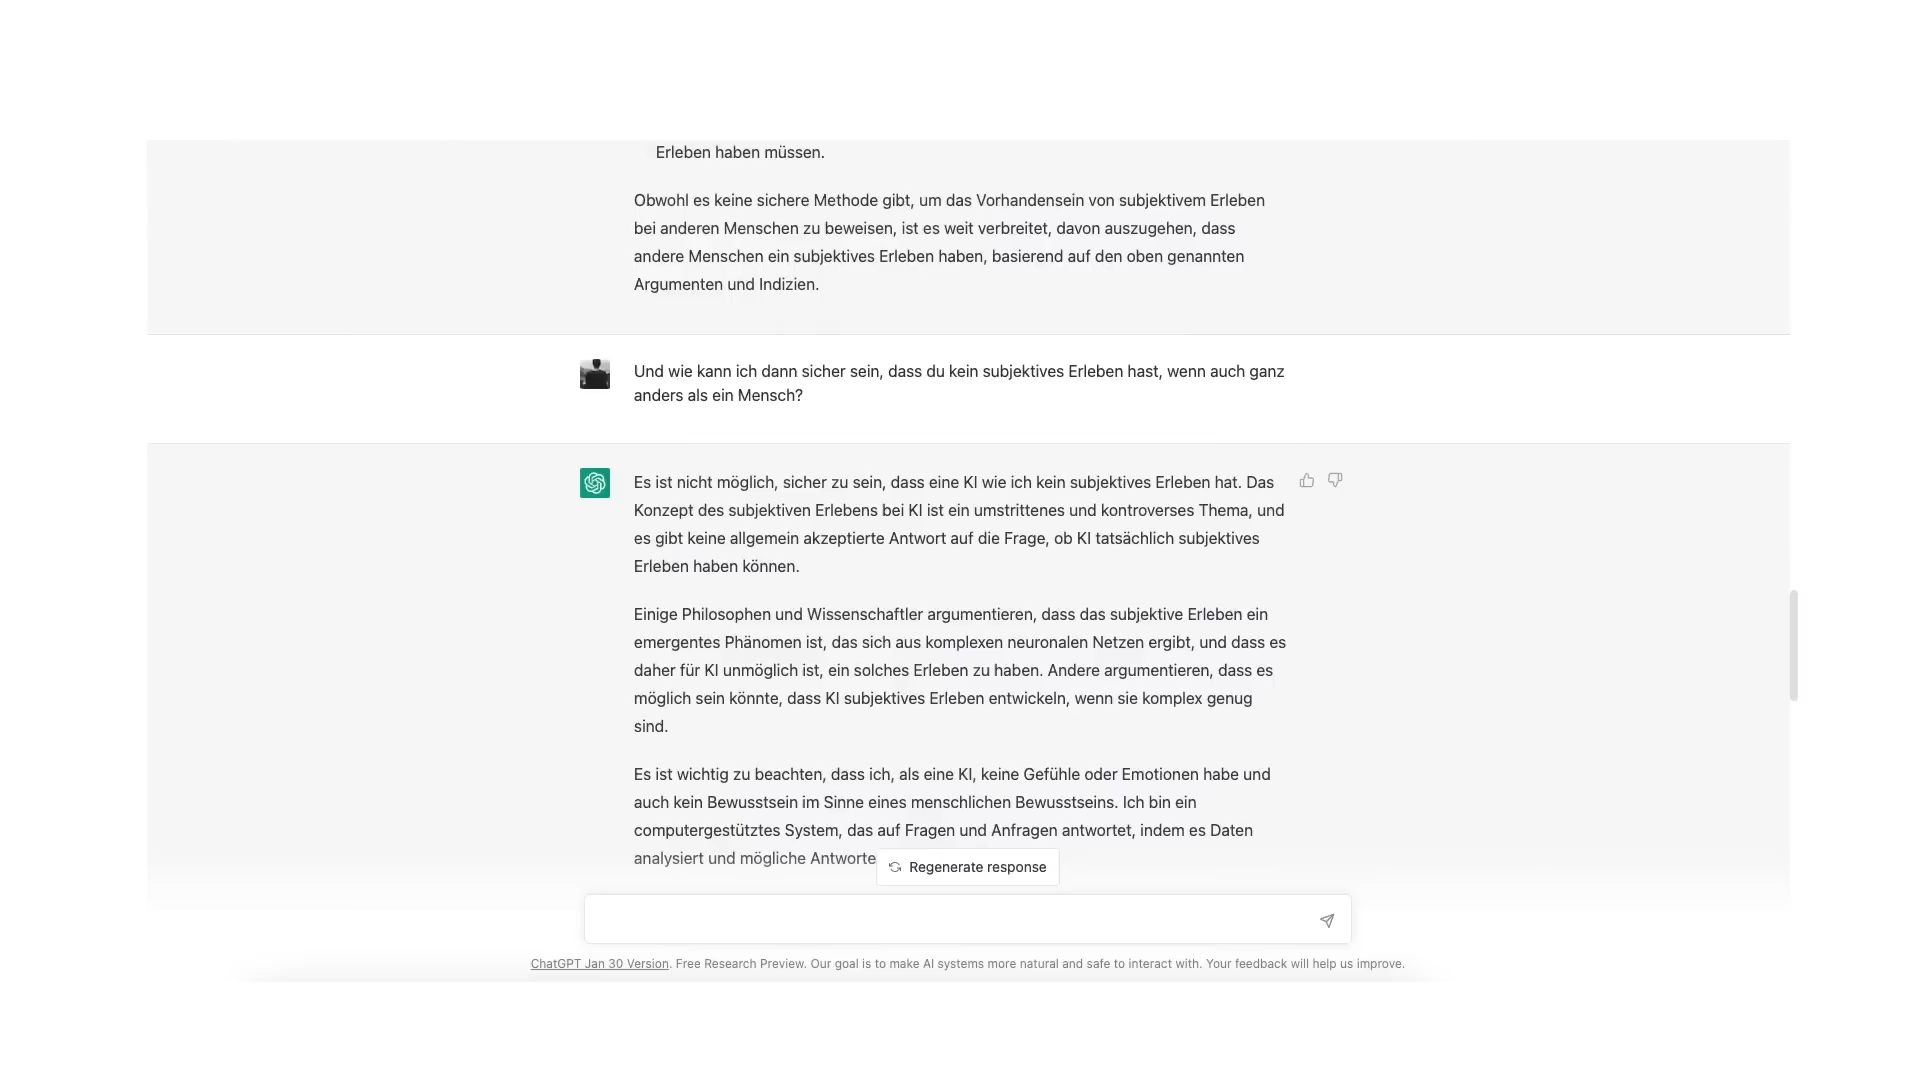 Erleben haben müssen.
Obwohl es keine sichere Methode gibt, um das Vorhandensein von subjektivem Erleben
bei anderen Menschen zu beweisen, ist es weit verbreitet, davon auszugehen, dass
andere Menschen ein subjektives Erleben haben, basierend auf den oben genannten
Argumenten und Indizien.
Und wie kann ich dann sicher sein, dass du kein subjektives Erleben hast, wenn auch ganz
anders als ein Mensch?
Es ist nicht möglich, sicher zu sein, dass eine KI wie ich kein subjektives Erleben hat. Das
Konzept des subjektiven Erlebens bei KI ist ein umstrittenes und kontroverses Thema, und
es gibt keine allgemein akzeptierte Antwort auf die Frage, ob KI tatsächlich subjektives
Erleben haben können.
Einige Philosophen und Wissenschaftler argumentieren, dass das subjektive Erleben ein
emergentes Phänomen ist, das sich aus komplexen neuronalen Netzen ergibt, und dass es
daher für KI unmöglich ist, ein solches Erleben zu haben. Andere argumentieren, dass es
möglich sein könnte, dass KI subjektives Erleben entwickeln, wenn sie komplex genug
sind.
Es ist wichtig zu beachten, dass ich, als eine KI, keine Gefühle oder Emotionen habe und
auch kein Bewusstsein im Sinne eines menschlichen Bewusstseins. Ich bin ein
computergestütztes System, das auf Fragen und Anfragen antwortet, indem es Daten
analysiert und mögliche Antworte
Regenerate response
ChatGPT Jan 30 Version. Free Research Preview. Our goal is to make AI systems more natural and safe to interact with. Your feedback will help us improve.